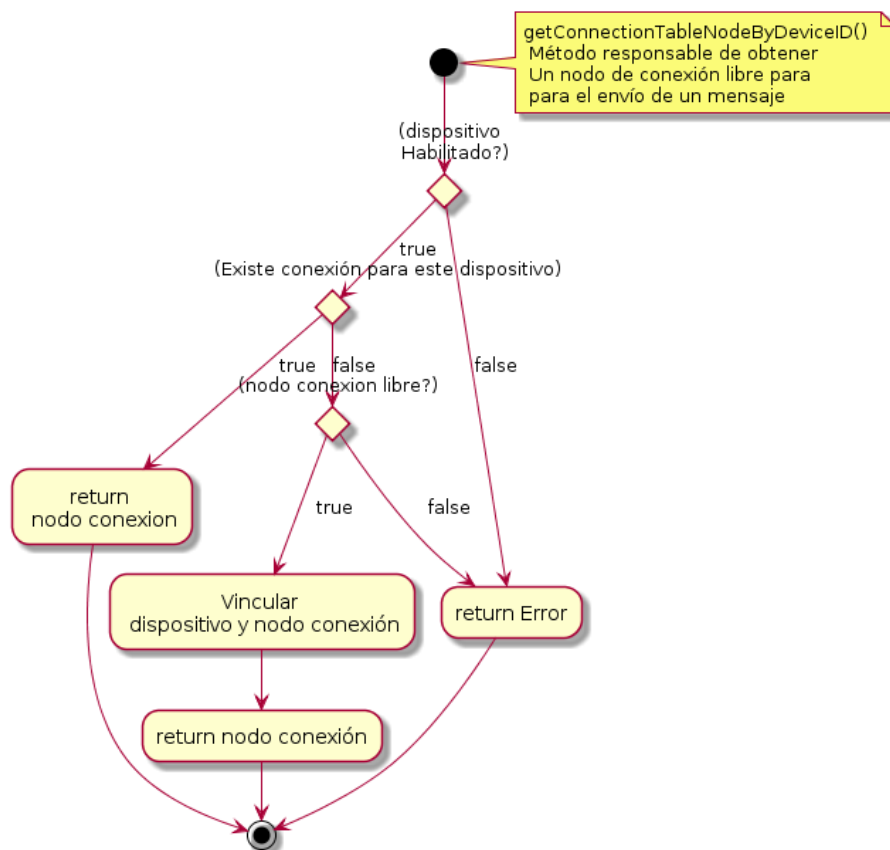 getConnectionTableNodeByDeviceID()
Método responsable de obtener
Un nodo de conexión libre para
para el envío de un mensaje
(dispositivo
Habilitado?)
true
(Existe conexión para este dispositivo)
false
true
false
(nodo conexion libre?)
return
nodo conexion
true
false
Vincular
dispositivo y nodo conexión
return Error
return nodo conexión